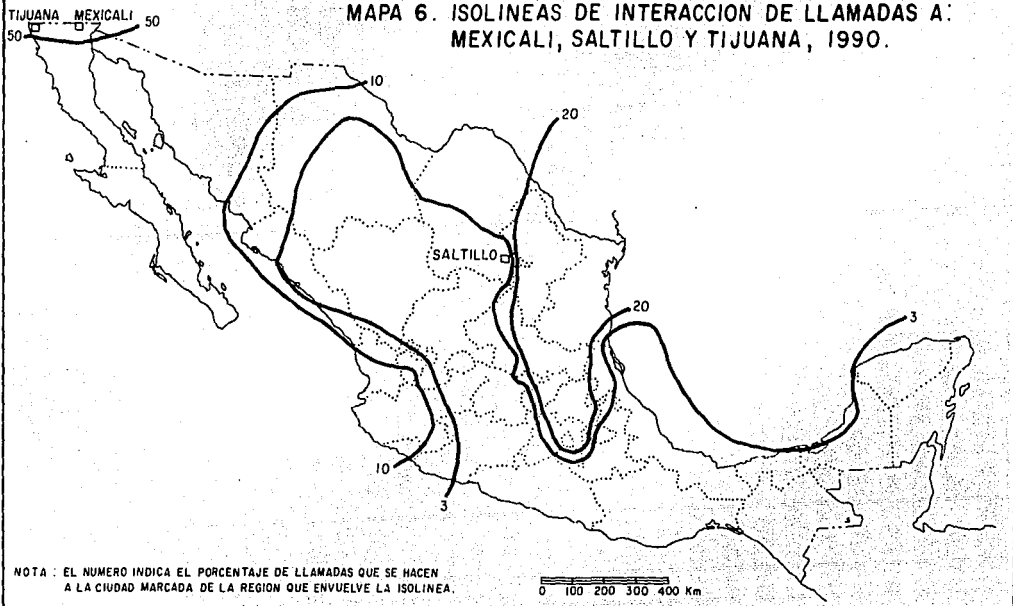 MAPA 6. ISOLINEAS DE INTERACCION DE LLAMADAS A:
MEXICALI, SALTILLO Y TIJUANA, 1990.
TIJUANA MEXICALI
50
50
10
20
SALTILLO
20
3
10
3
NOTA : EL NUMERO INDICA EL PORCENTAJE DE LLAMADAS QUE SE HACEN
A LA CIUDAD MARCADA DE LA REGION QUE ENVUELVE LA ISOLINEA.
0 100 200 300 400 Km